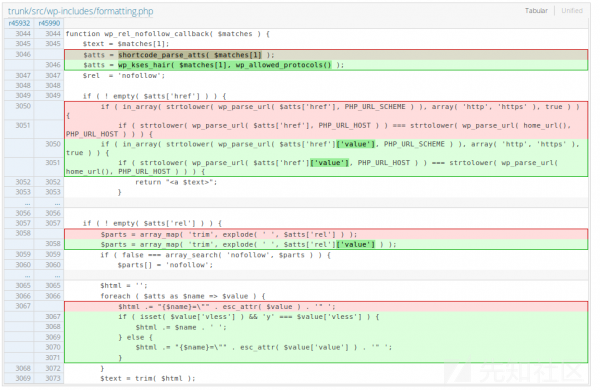 trunk/src/wp-includes/formatting.php
Tabular Unified
r45932 r45990
3044 3044 function wp_rel_nofollow_callback( $matches ) {
3045 3045 $text = $matches[1];
3046 $atts = shortcode_parse_atts( $matches[1] );
3046 $atts = wp_kses_hair( $matches[1], wp_allowed_protocols() );
3047 3047 $rel = 'nofollow';
3048 3048
3049 3049 if ( ! empty( $atts['href'] ) ) {
3050 if ( in_array( strtolower( wp_parse_url( $atts['href'], PHP_URL_SCHEME ) ), array( 'http', 'https' ), true ) )
{
3051 if ( strtolower( wp_parse_url( $atts['href'], PHP_URL_HOST ) ) === strtolower( wp_parse_url( home_url(),
PHP_URL_HOST ) ) ) {
3050 if ( in_array( strtolower( wp_parse_url( $atts['href']['value'], PHP_URL_SCHEME ) ), array( 'http', 'https' ),
true ) ) {
3051 if ( strtolower( wp_parse_url( $atts['href']['value'], PHP_URL_HOST ) ) === strtolower( wp_parse_url(
home_url(), PHP_URL_HOST ) ) ) {
3052 3052 return "<a $text>";
3053 3053 }
… …
3056 3056
3057 3057 if ( ! empty( $atts['rel'] ) ) {
3058 $parts = array_map( 'trim', explode( ' ', $atts['rel'] ) );
3058 $parts = array_map( 'trim', explode( ' ', $atts['rel']['value'] ) );
3059 3059 if ( false === array_search( 'nofollow', $parts ) ) {
3060 3060 $parts[] = 'nofollow';
… …
3065 3065 $html = '';
3066 3066 foreach ( $atts as $name => $value ) {
3067 $html .= "{$name}=\"" . esc_attr( $value ) . '" ';
3067 if ( isset( $value['vless'] ) && 'y' === $value['vless'] ) {
3068 $html .= $name . ' ';
3069 } else {
3070 $html .= "{$name}=\"" . esc_attr( $value['value'] ) . '" ';
3071 }
3068 3072 }
3069 3073 $text = trim( $html );
先知社区